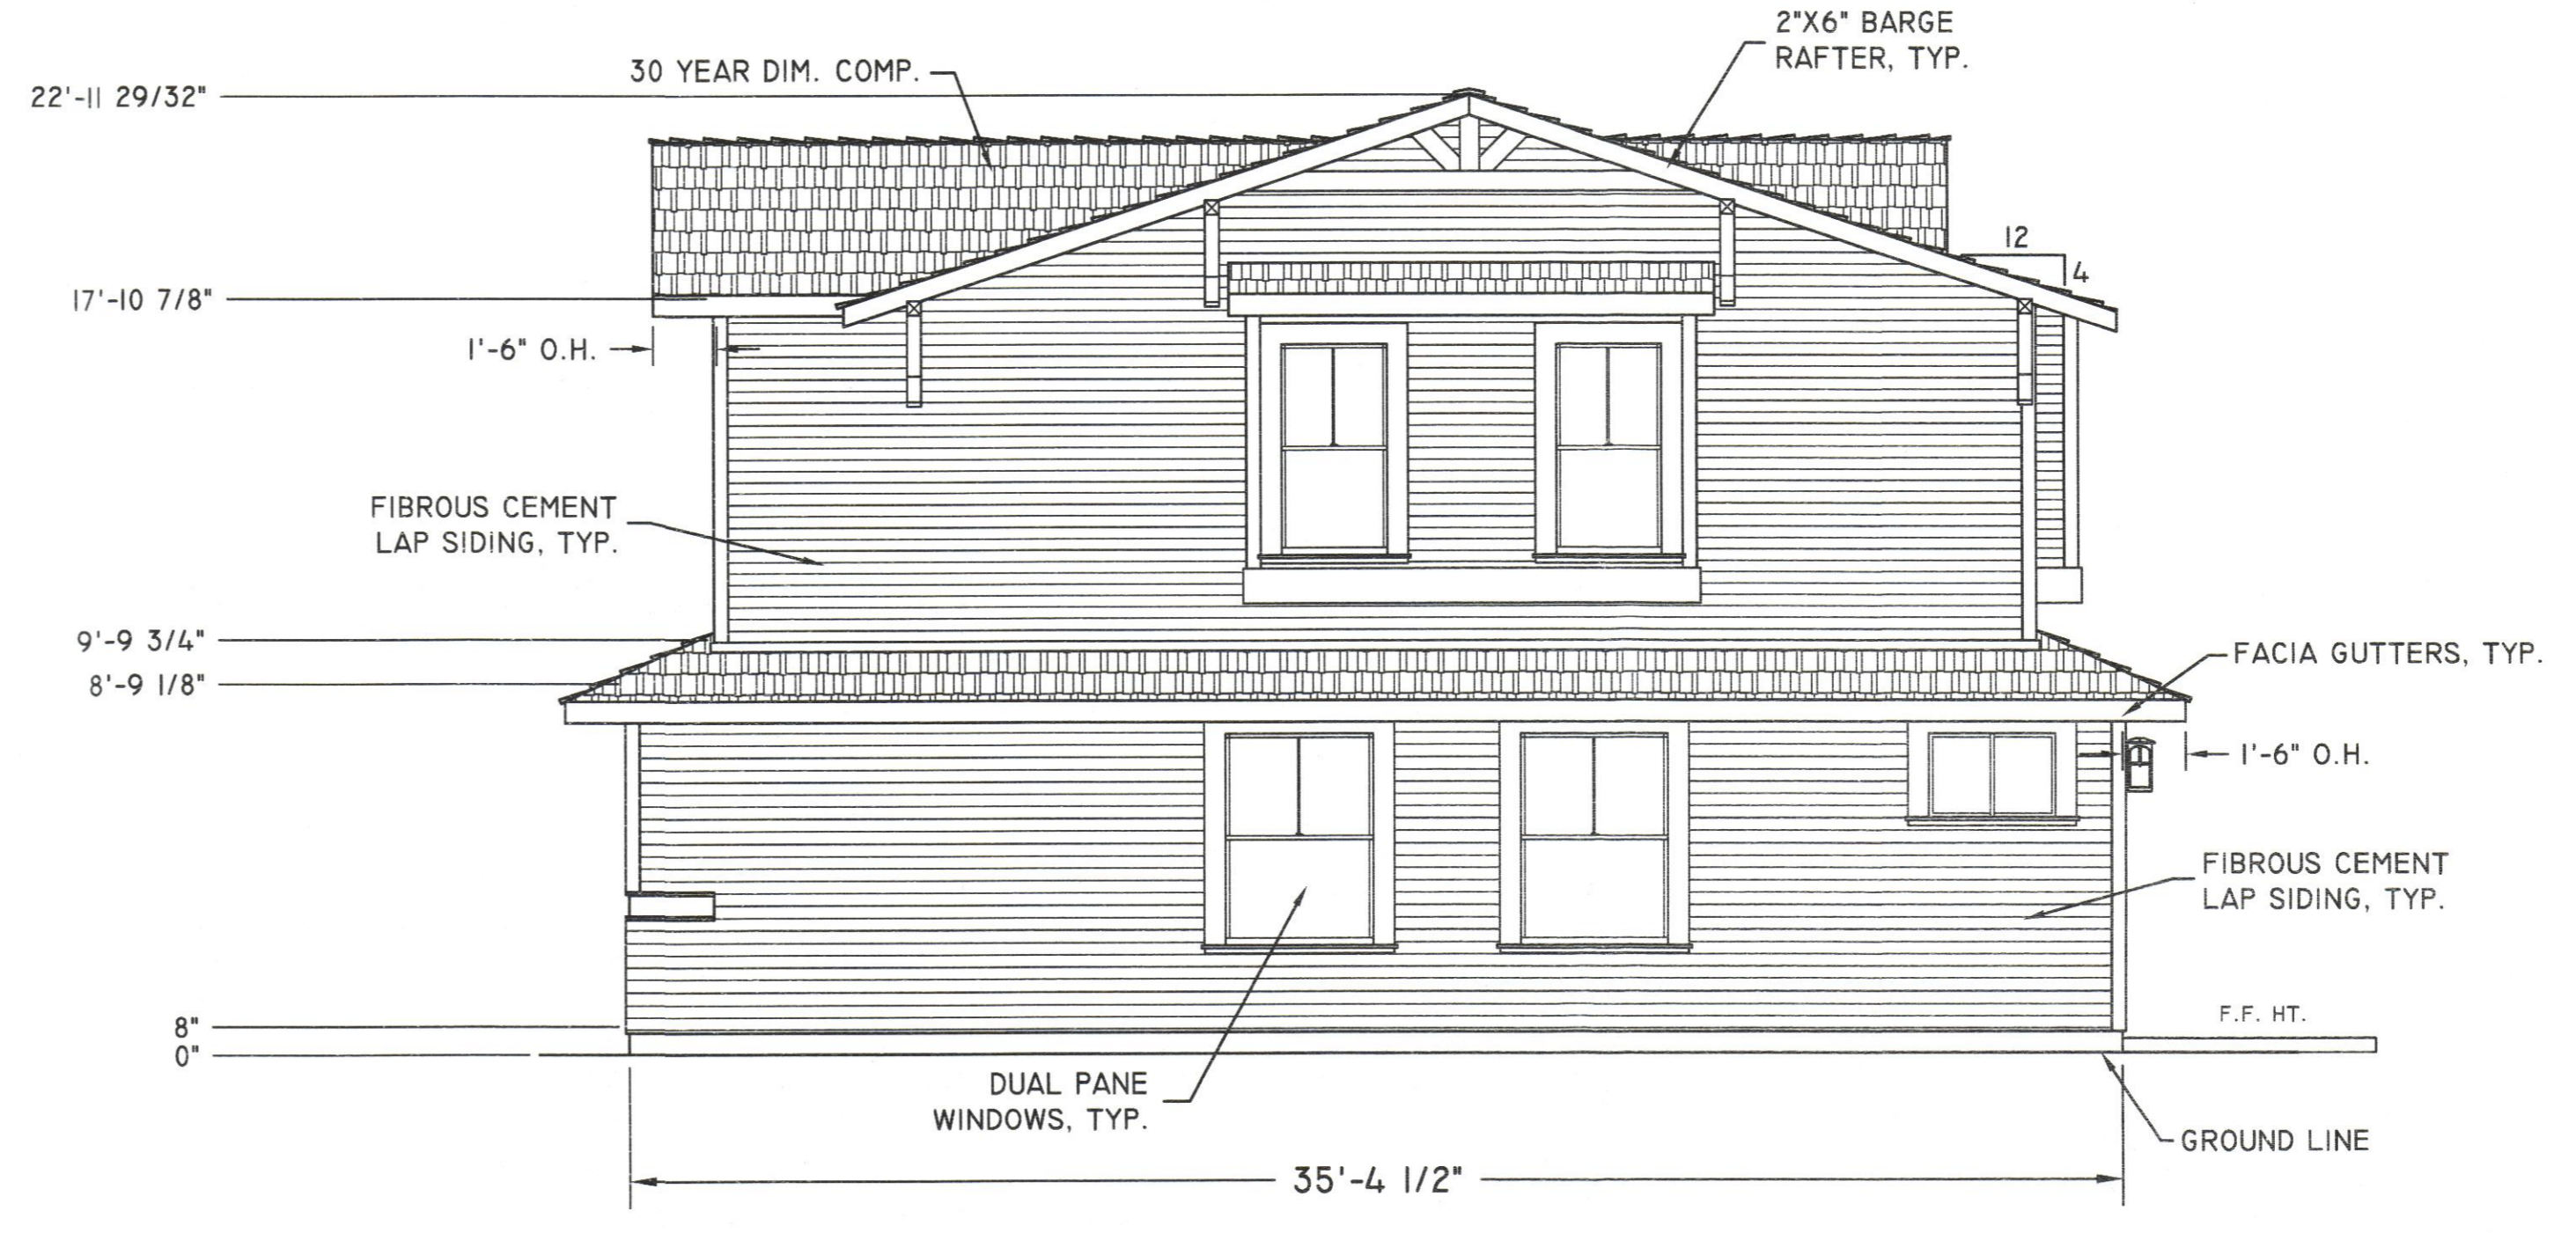 2"X6" BARGE
RAFTER, TYP.
30 YEAR DIM. COMP.
22'-11 29/32"
12
4
17'-10 7/8"
1'-6" O.H.
FIBROUS CEMENT
LAP SIDING, TYP.
9'-9 3/4"
FACIA GUTTERS, TYP.
8'-9 1/8"
1'-6" O.H.
FIBROUS CEMENT
LAP SIDING, TYP.
F.F. HT.
8"
0"
DUAL PANE
WINDOWS, TYP.
GROUND LINE
35'-4 1/2"